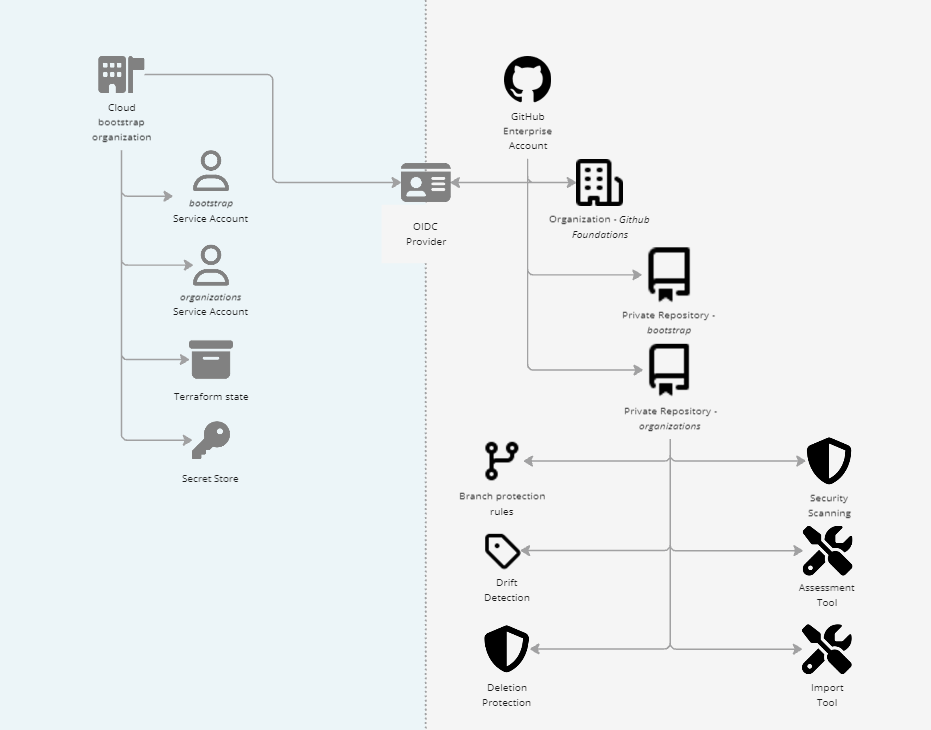 Cloud
bootstrap
organization
bootstrap
Service Account
organizations
Service Account
Terraform state
Secret Store
OIDC
Provider
GitHub
Enterprise
Account
Organization - Github
Foundations
Private Repository -
bootstrap
Private Repository -
organizations
Branch protection
rules
Security
Scanning
Drift
Detection
Assessment
Tool
Deletion
Protection
Import
Tool